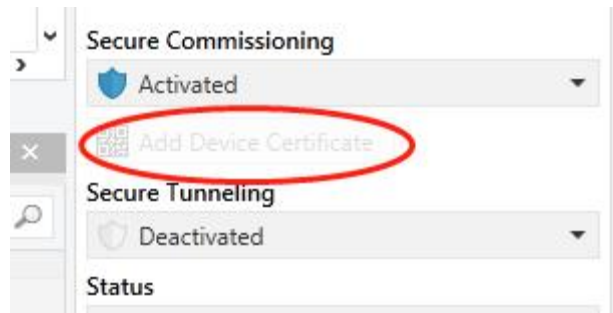 Secure Commissioning
Activated
Add Device Certificate
Secure Tunneling
Deactivated
Status